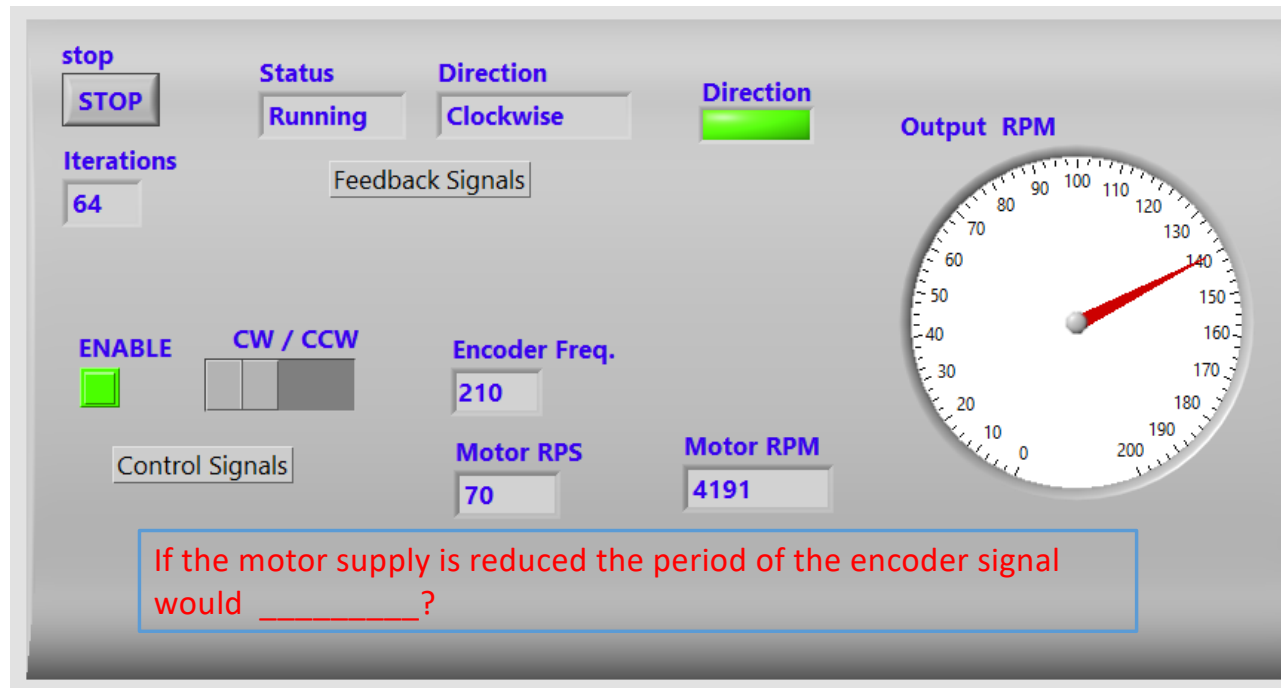 stop
STOP
Status
Running
Direction
Clockwise
Direction
Output RPM
Iterations
64
Feedback Signals
0
10
20
30
40
50
60
70
80
90
100
110
120
130
140
150
160
170
180
190
200
ENABLE
CW / CCW
Encoder Freq.
210
Control Signals
Motor RPS
70
Motor RPM
4191
If the motor supply is reduced the period of the encoder signal
would _________?